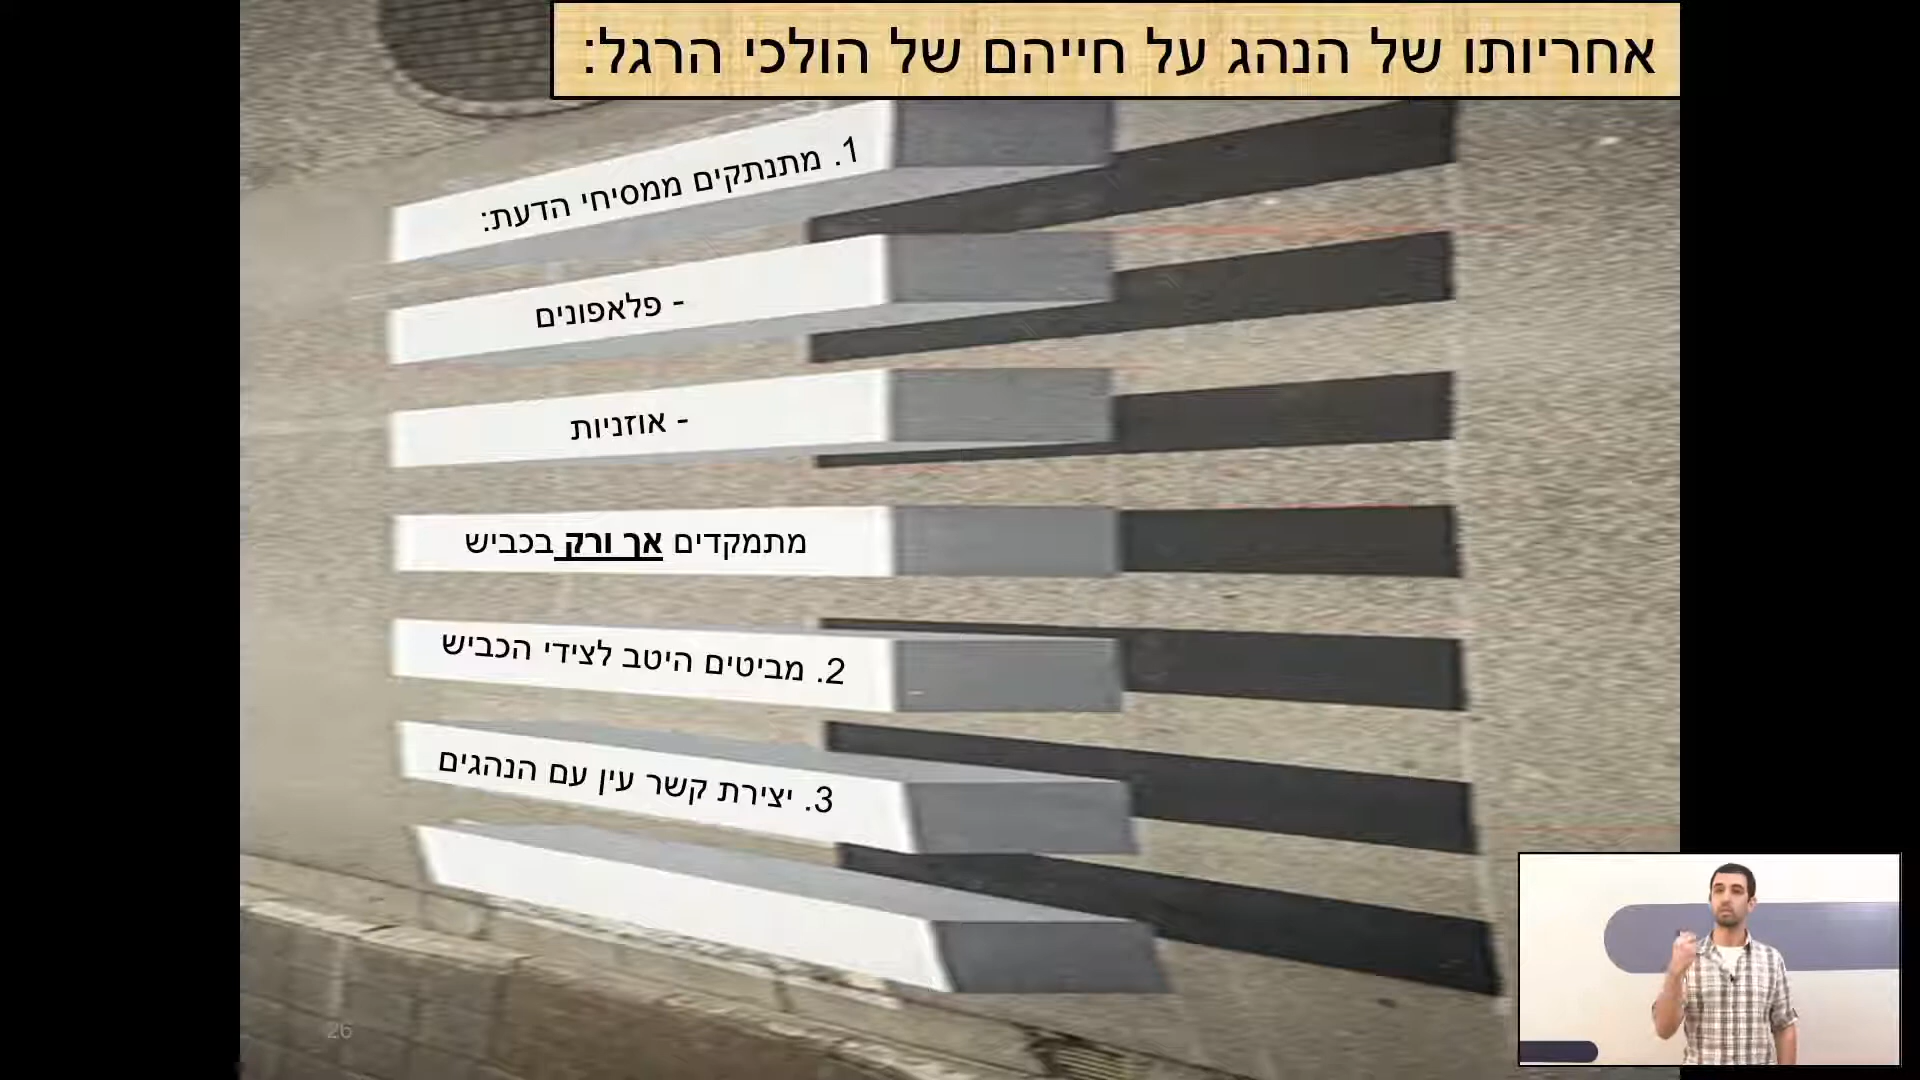 אחריותו של הנהג על חייהם של הולכי הרגל:
1. מתנתקים ממסיחי הדעת:
- פלאפונים
- אוזניות
מתמקדים אך ורק בכביש
2. מביטים היטב לצידי הכביש
3. יצירת קשר עין עם הנהגים
26